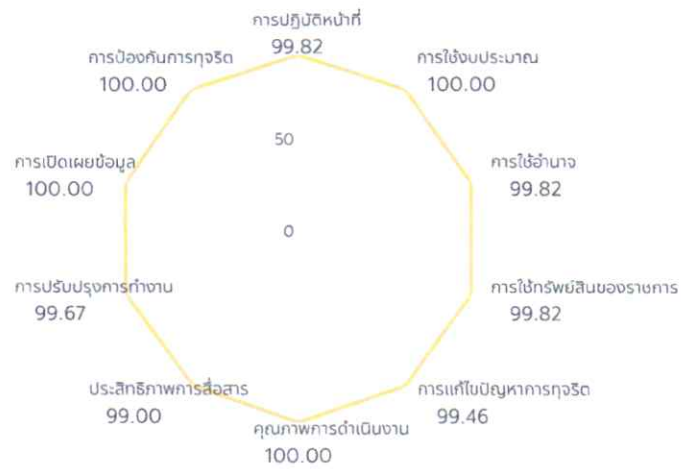 การปฏิบัติหน้าที่
99.82
การป้องกันการทุจริต
100.00
การใช้งบประมาณ
100.00
50
การเปิดเผยข้อมูล
100.00
การใช้อำนาจ
99.82
0
การปรับปรุงการทำงาน
99.67
การใช้ทรัพย์สินของราชการ
99.82
ประสิทธิภาพการสื่อสาร
99.00
การแก้ไขปัญหาการทุจริต
99.46
คุณภาพการดำเนินงาน
100.00